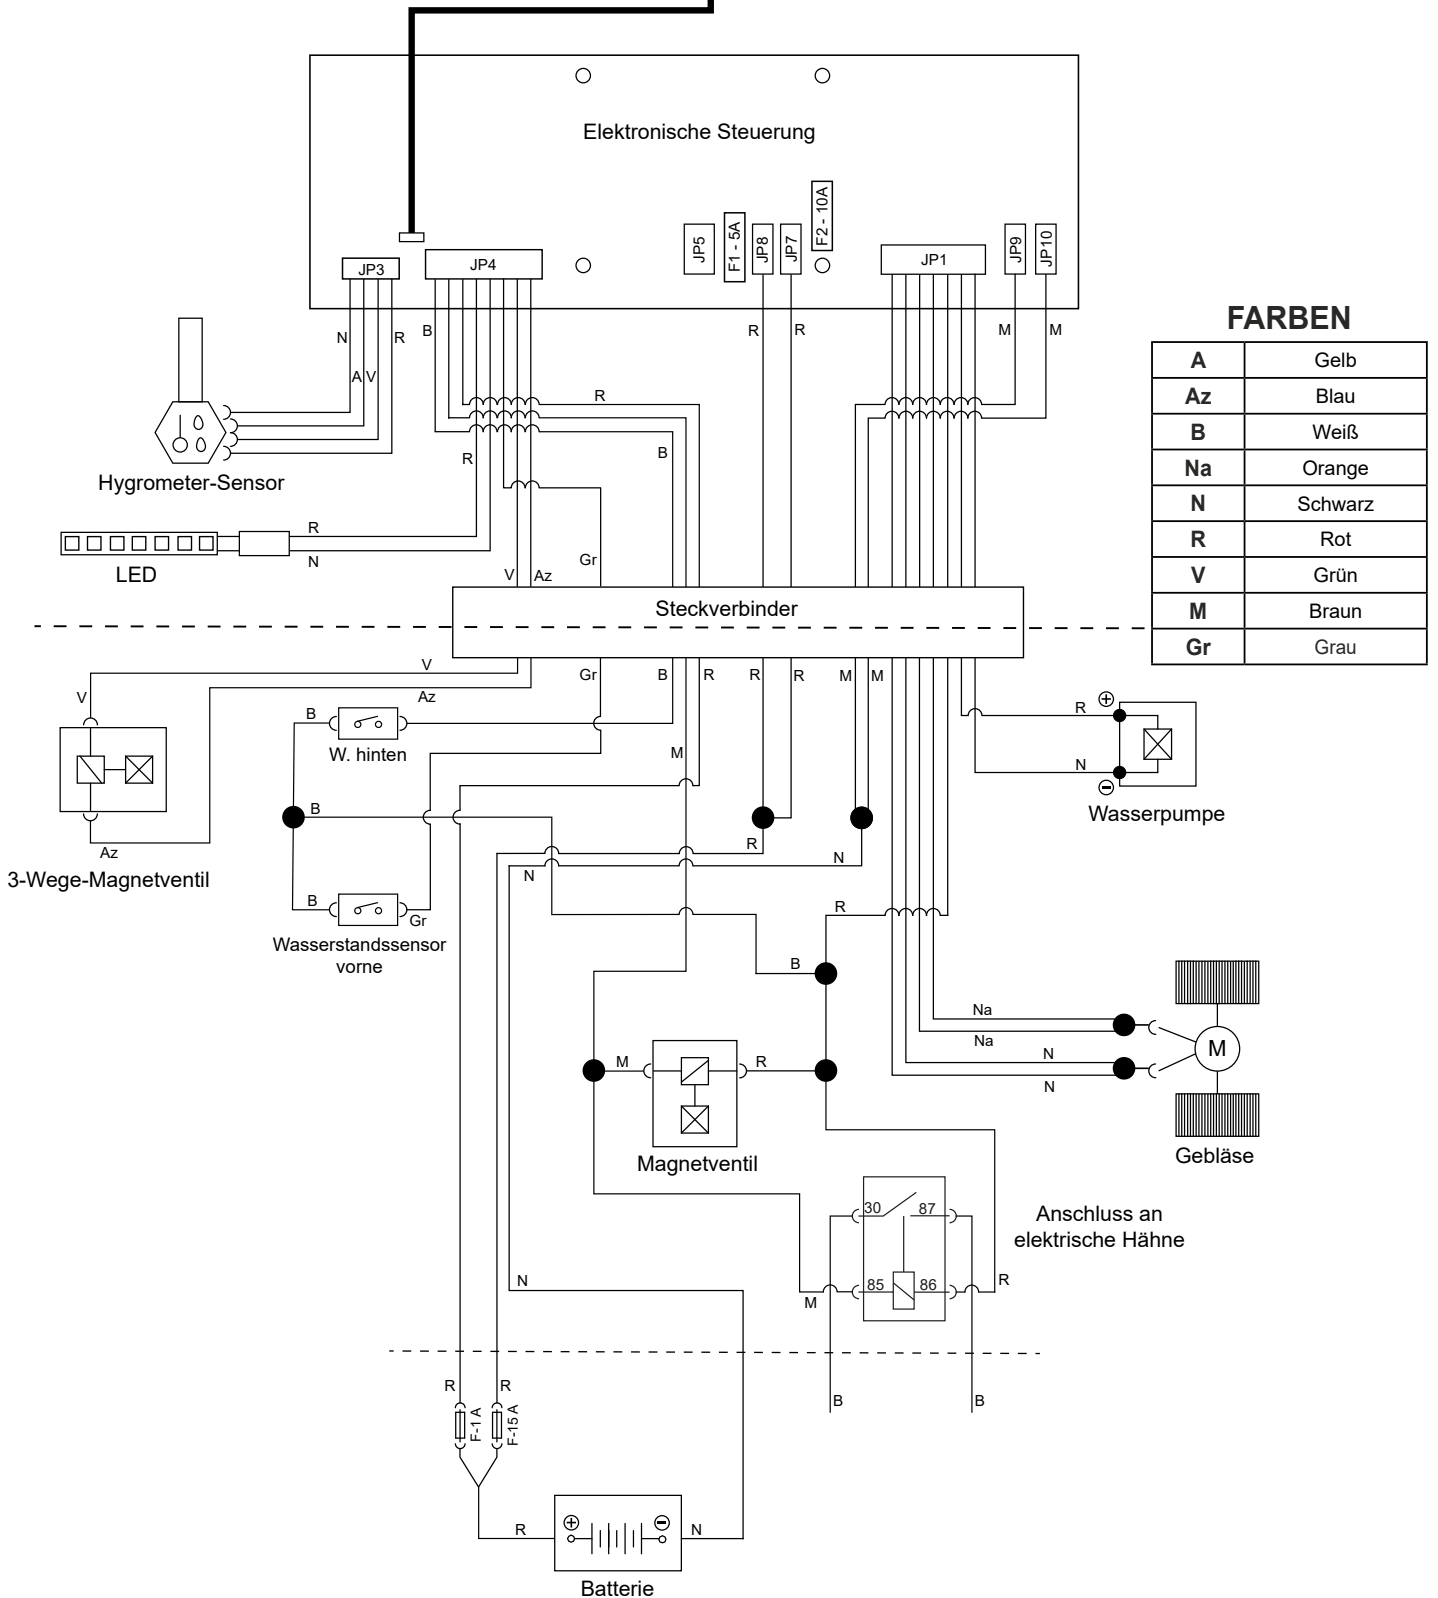 Elektronische Steuerung
F2 - 10A
JP5
F1 - 5A
JP8
JP7
JP9
JP10
JP3
JP4
JP1
N
A
V
R
B
R
R
M
M
FARBEN
A Gelb
Az Blau
B Weiß
Na Orange
N Schwarz
R Rot
V Grün
M Braun
Gr Grau
R
B
R
Hygrometer-Sensor
R
N
LED
Gr
V
Az
Steckverbinder
V
Az
V
Gr
B
R
R
R
M
M
B
W. hinten
M
R
+
N
-
Wasserpumpe
B
R
N
N
Az
3-Wege-Magnetventil
B
Gr
Wasserstandssensor
vorne
R
B
Na
Na
N
N
M
Gebläse
M
R
Magnetventil
30
87
85
86
M
R
Anschluss an
elektrische Hähne
N
R
R
B
B
F-1 A
F-15 A
R
+
-
N
Batterie